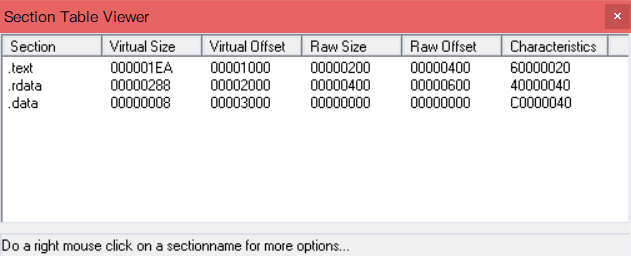 Section Table Viewer
Section Virtual Size Virtual Offset Raw Size Raw Offset Characteristics
.text 000001EA 00001000 00000200 00000400 60000020
.rdata 00000288 00002000 00000400 00000600 40000040
.data 00000008 00003000 00000000 00000000 C0000040
Do a right mouse click on a sectionname for more options...